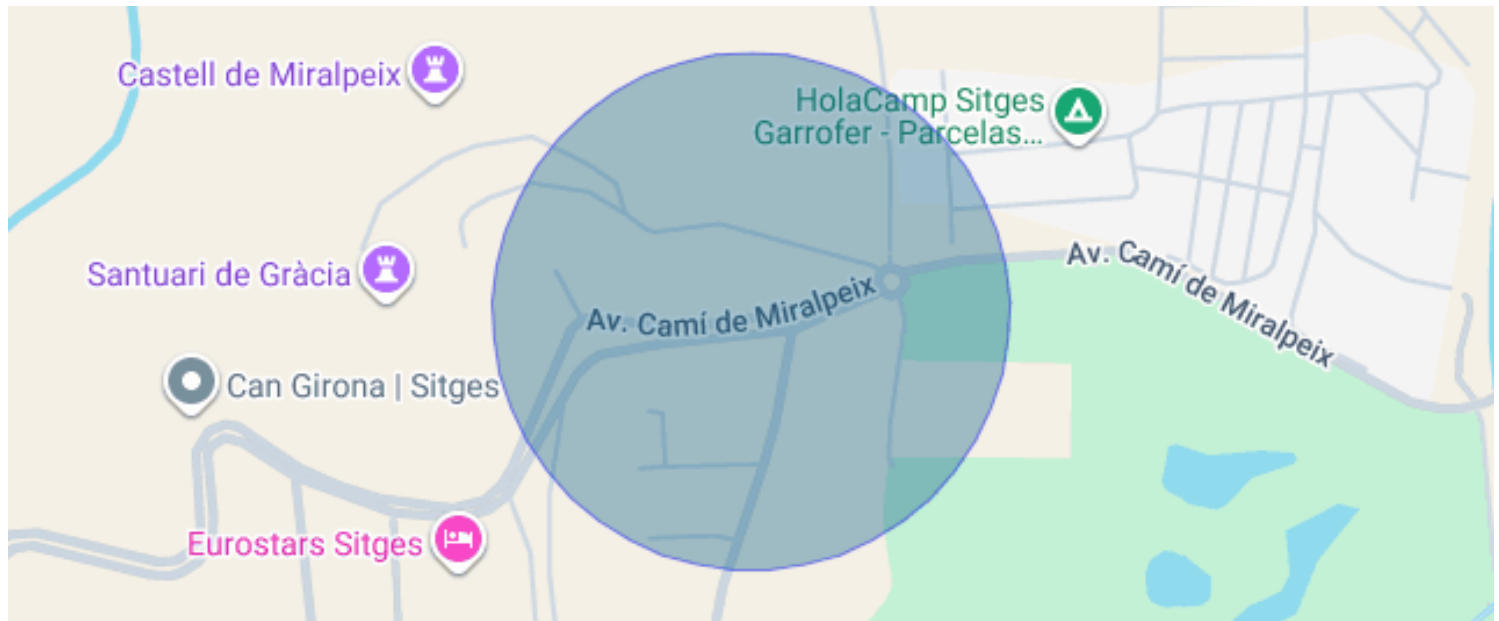 Castell de Miralpeix
HolaCamp Sitges
Garrofer - Parcelas...
Santuari de Gràcia
Av. Camí de Miralpeix
Av. Camí de Miralpeix
Can Girona | Sitges
Eurostars Sitges